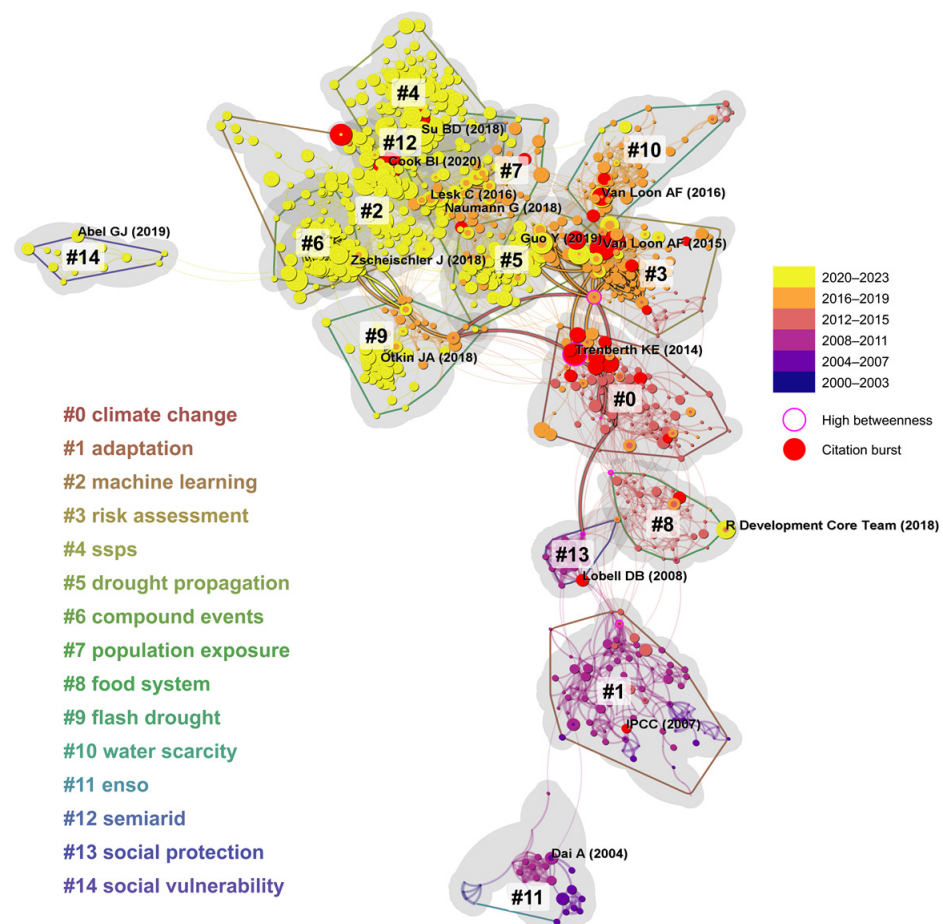 #4
Su BD (2018)
#12
Cook BI (2020)
#7
#10
Lesk C (2016)
Van Loon AF (2016)
Naumann G (2018)
#2
Abel GJ (2019)
#14
#6
Guo Y (2019)
Van Loon AF (2015)
Zscheischler J (2018)
#5
#3
#9
Otkin JA (2018)
Trenberth KE (2014)
#0
2020–2023
2016–2019
2012–2015
2008–2011
2004–2007
2000–2003
High betweenness
Citation burst
#8
R Development Core Team (2018)
#13
Lobell DB (2008)
#1
IPCC (2007)
Dai A (2004)
#11
#0 climate change
#1 adaptation
#2 machine learning
#3 risk assessment
#4 ssps
#5 drought propagation
#6 compound events
#7 population exposure
#8 food system
#9 flash drought
#10 water scarcity
#11 enso
#12 semiarid
#13 social protection
#14 social vulnerability